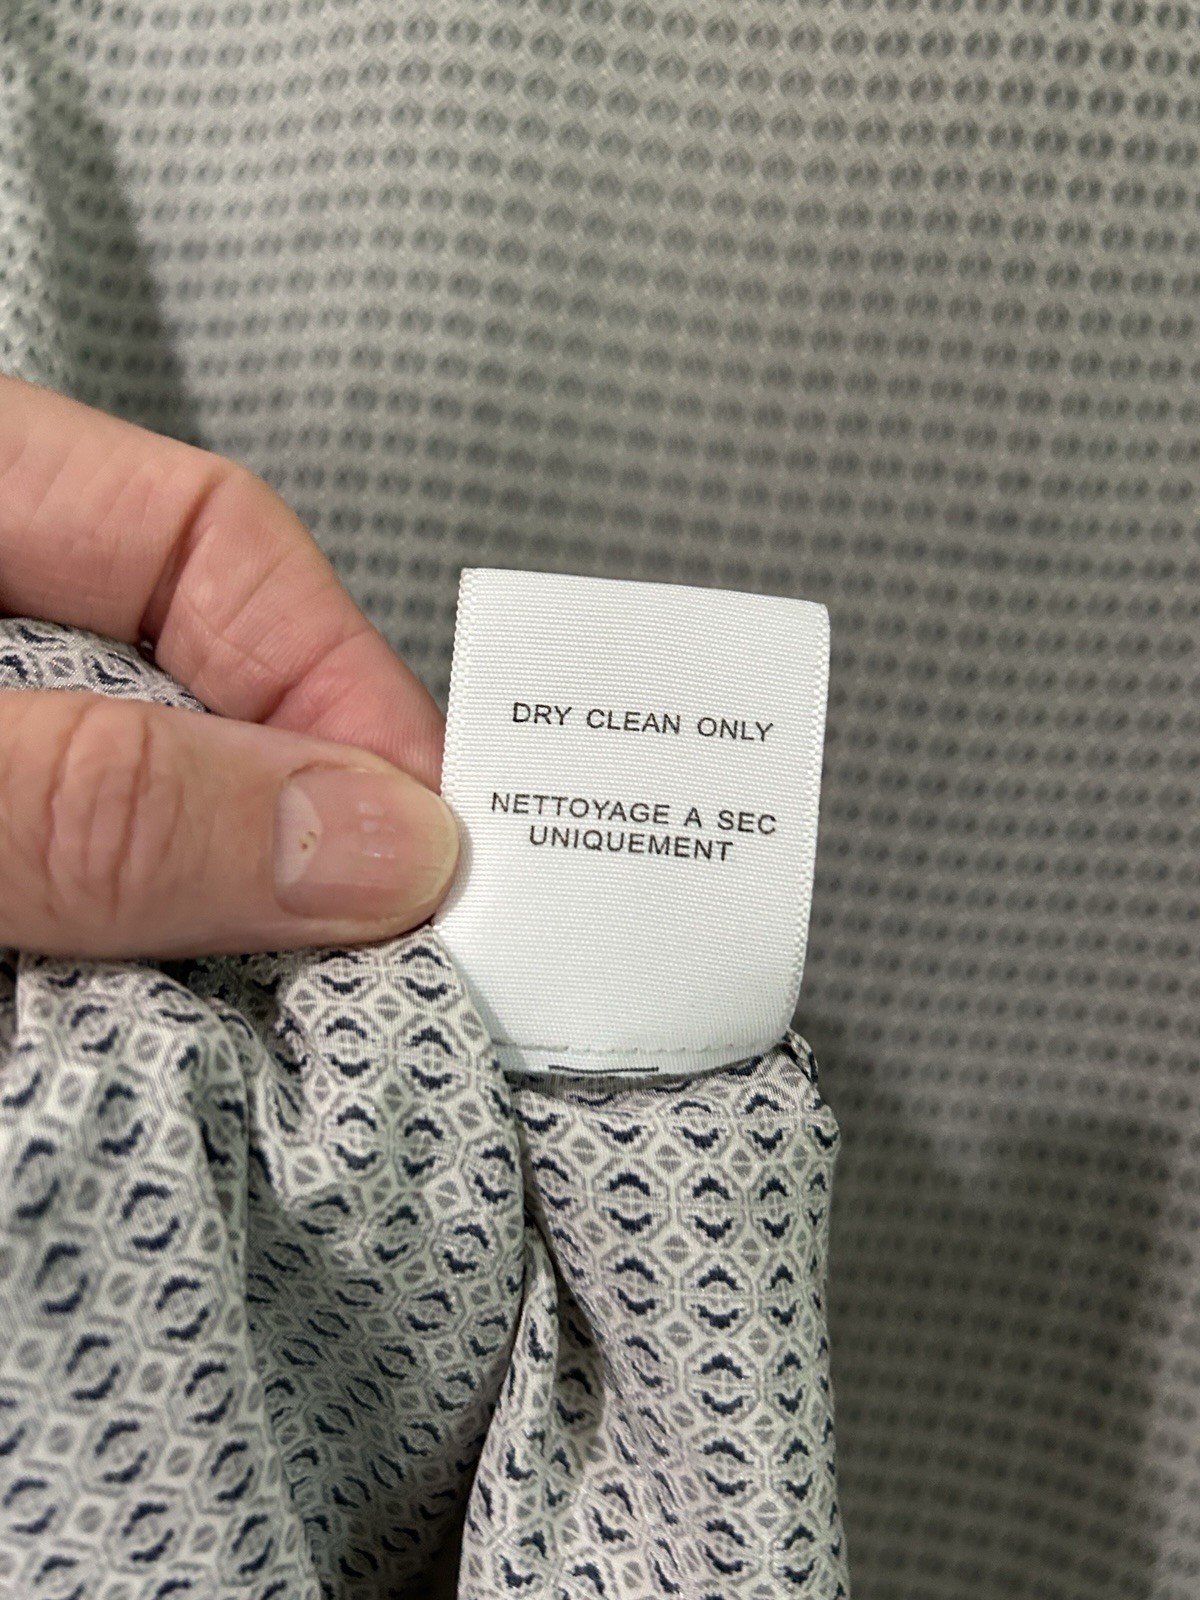 DRY CLEAN ONLY
NETTOYAGE A SEC
UNIQUEMENT